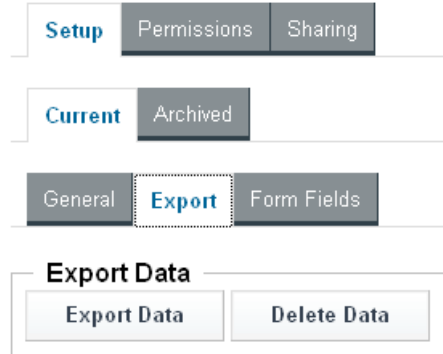 Setup Permissions Sharing
Current Archived
General Export Form Fields
Export Data
Export Data Delete Data